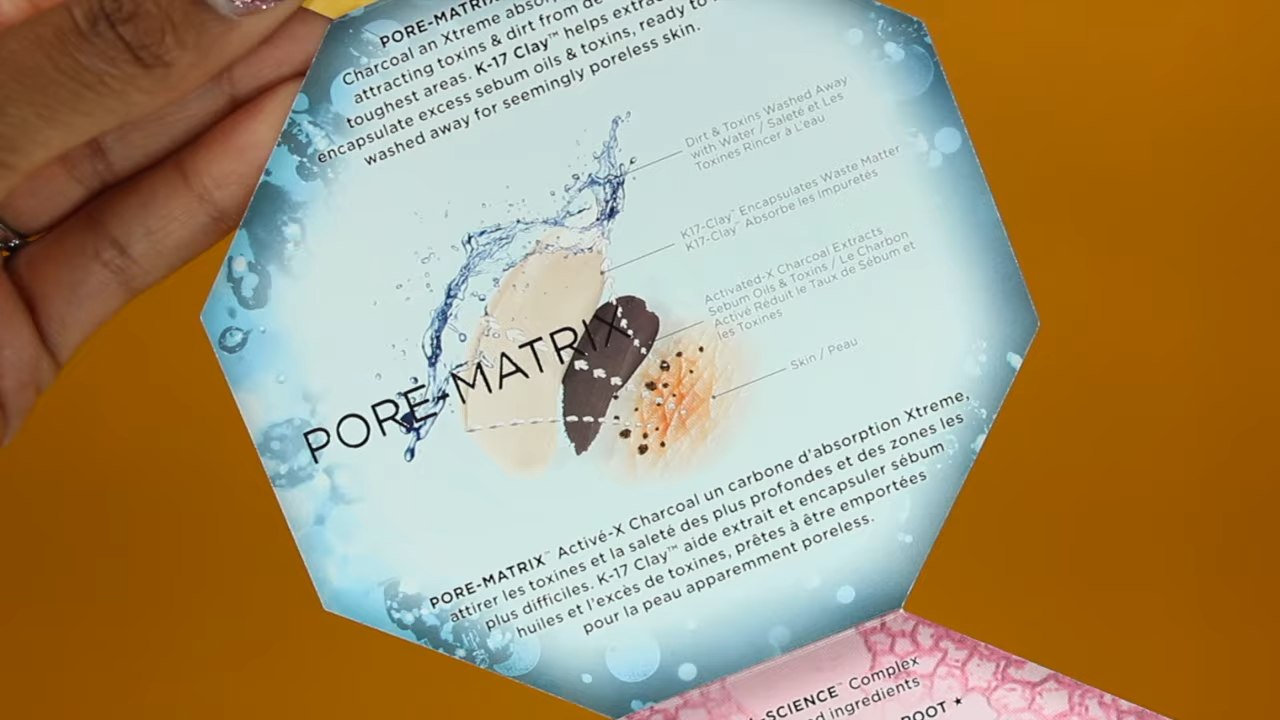 PORE-MATRIX
Charcoal an Xtreme
attracting toxins & dirt from
toughest areas. K-17 Clay™ helps
encapsulate excess sebum oils & toxins, ready to
washed away for seemingly poreless skin.
Dirt & Toxins Washed Away
with Water / Saleté et Les
Toxines Rincer à L'eau
K17-Clay™ Encapsulates Waste Matter
K17-Clay™ Absorbe les Impuretés
Activated-X Charcoal Extracts
Sebum Oils & Toxins / Le Charbon
Activé Réduit le Taux de Sébum et
les Toxines
Skin / Peau
PORE-MATRIX
PORE-MATRIX™ Activé-X Charcoal un carbone d'absorption Xtreme,
attirer les toxines et la saleté des plus profondes et des zones les
plus difficiles. K-17 Clay™ aide extrait et encapsuler sébum
huiles et l'excès de toxines, prêtes à être emportées
pour la peau apparemment poreless.
-SCIENCE™ Complex
ingredients
ROOT ★